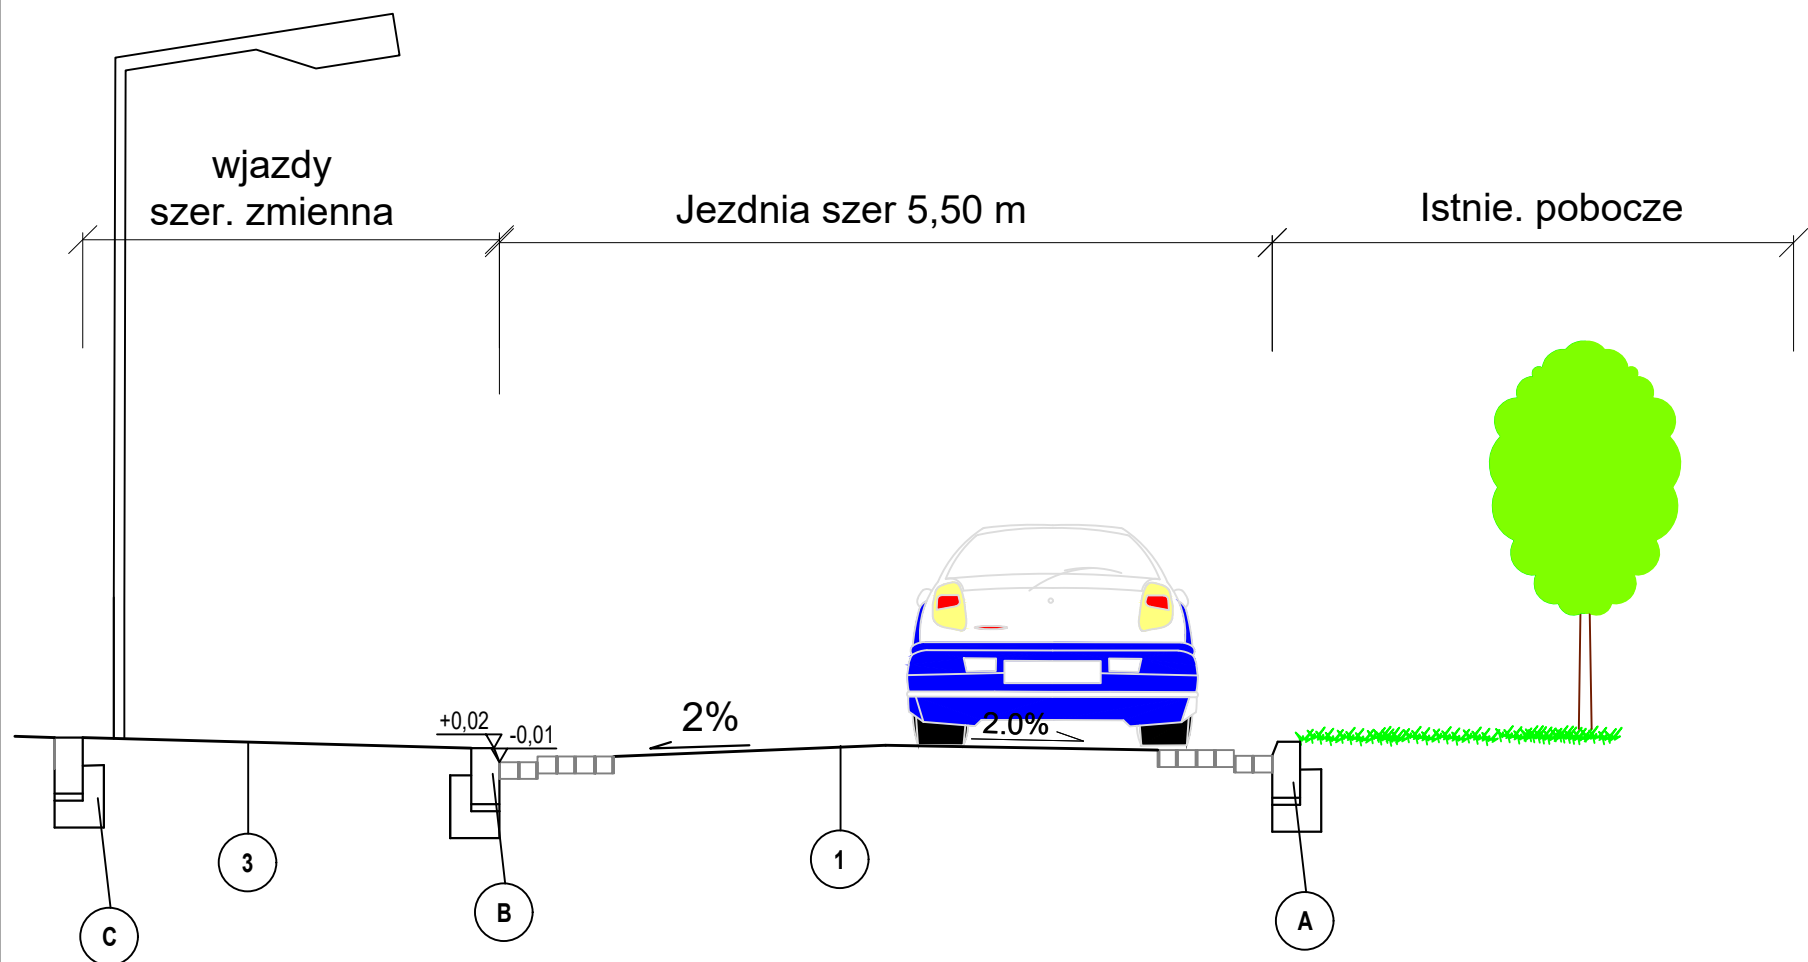 wjazdy
szer. zmienna
Jezdnia szer 5,50 m
Istnie. pobocze
+0,02
-0,01
2%
2.0%
3
1
C
B
A